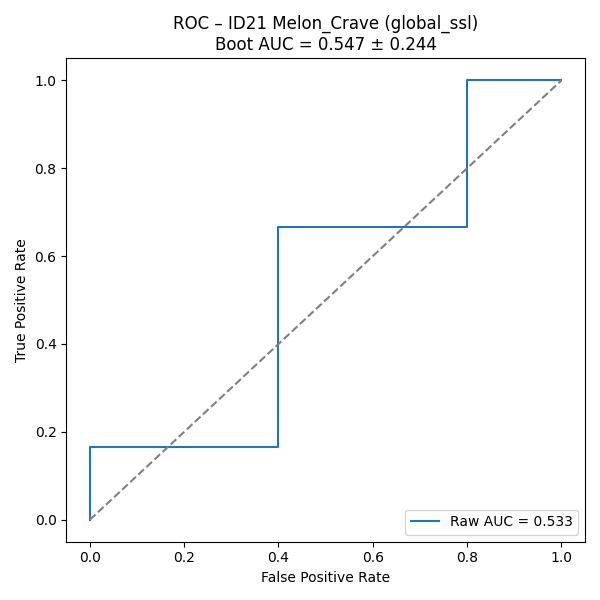 ROC – ID21 Melon_Crave (global_ssl)
Boot AUC = 0.547 ± 0.244
True Positive Rate
1.0
0.8
0.6
0.4
0.2
0.0
Raw AUC = 0.533
0.0 0.2 0.4 0.6 0.8 1.0
False Positive Rate